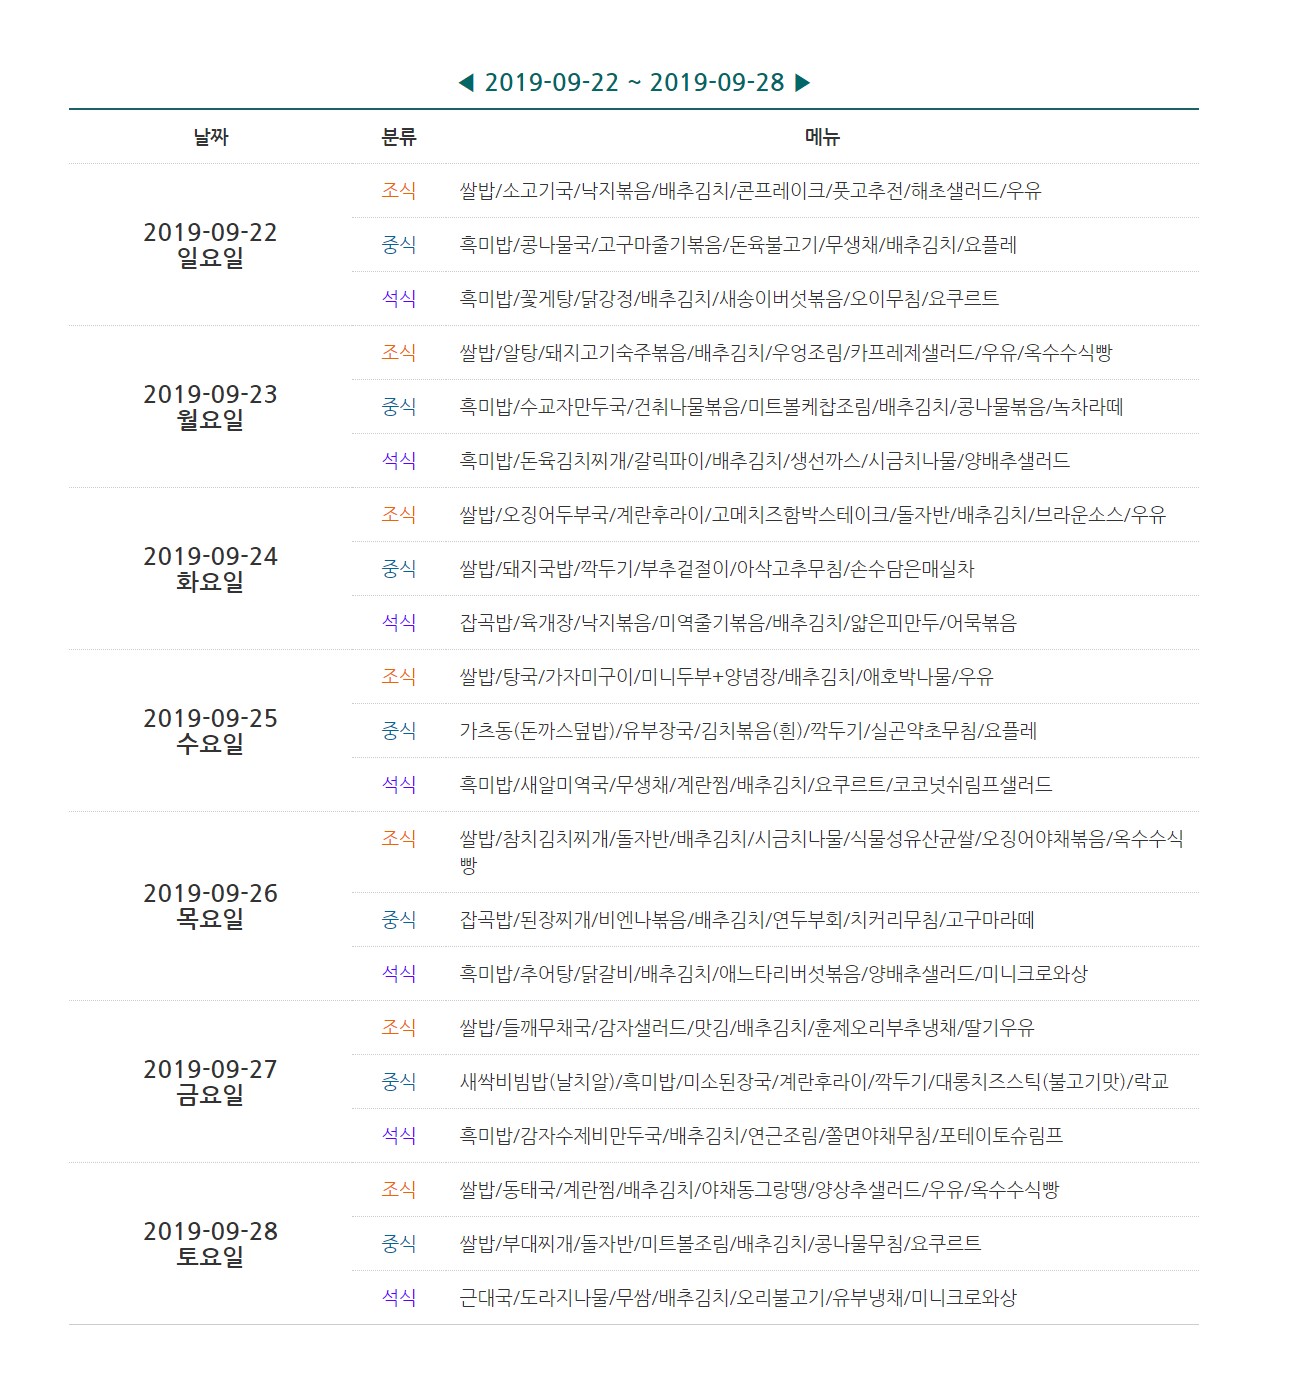 ◀ 2019-09-22 ~ 2019-09-28 ▶
날짜 분류 메뉴
2019-09-22
일요일
조식 쌀밥/소고기국/낙지볶음/배추김치/콘프레이크/풋고추전/해초샐러드/우유
중식 흑미밥/콩나물국/고구마줄기볶음/돈육불고기/무생채/배추김치/요플레
석식 흑미밥/꽃게탕/닭강정/배추김치/새송이버섯볶음/오이무침/요쿠르트
2019-09-23
월요일
조식 쌀밥/알탕/돼지고기숙주볶음/배추김치/우엉조림/카프레제샐러드/우유/옥수수식빵
중식 흑미밥/수교자만두국/건취나물볶음/미트볼케찹조림/배추김치/콩나물볶음/녹차라떼
석식 흑미밥/돈육김치찌개/갈릭파이/배추김치/생선까스/시금치나물/양배추샐러드
2019-09-24
화요일
조식 쌀밥/오징어두부국/계란후라이/고메치즈함박스테이크/돌자반/배추김치/브라운소스/우유
중식 쌀밥/돼지국밥/깍두기/부추겉절이/아삭고추무침/손수담은매실차
석식 잡곡밥/육개장/낙지볶음/미역줄기볶음/배추김치/얇은피만두/어묵볶음
2019-09-25
수요일
조식 쌀밥/탕국/가자미구이/미니두부+양념장/배추김치/애호박나물/우유
중식 가츠동(돈까스덮밥)/유부장국/김치볶음(흰)/깍두기/실곤약초무침/요플레
석식 흑미밥/새알미역국/무생채/계란찜/배추김치/요쿠르트/코코넛쉬림프샐러드
2019-09-26
목요일
조식 쌀밥/참치김치찌개/돌자반/배추김치/시금치나물/식물성유산균쌀/오징어야채볶음/옥수수식
빵
중식 잡곡밥/된장찌개/비엔나볶음/배추김치/연두부회/치커리무침/고구마라떼
석식 흑미밥/추어탕/닭갈비/배추김치/애느타리버섯볶음/양배추샐러드/미니크로와상
2019-09-27
금요일
조식 쌀밥/들깨무채국/감자샐러드/맛김/배추김치/훈제오리부추냉채/딸기우유
중식 새싹비빔밥(날치알)/흑미밥/미소된장국/계란후라이/깍두기/대롱치즈스틱(불고기맛)/락교
석식 흑미밥/감자수제비만두국/배추김치/연근조림/쫄면야채무침/포테이토슈림프
2019-09-28
토요일
조식 쌀밥/동태국/계란찜/배추김치/야채동그랑땡/양상추샐러드/우유/옥수수식빵
중식 쌀밥/부대찌개/돌자반/미트볼조림/배추김치/콩나물무침/요쿠르트
석식 근대국/도라지나물/무쌈/배추김치/오리불고기/유부냉채/미니크로와상